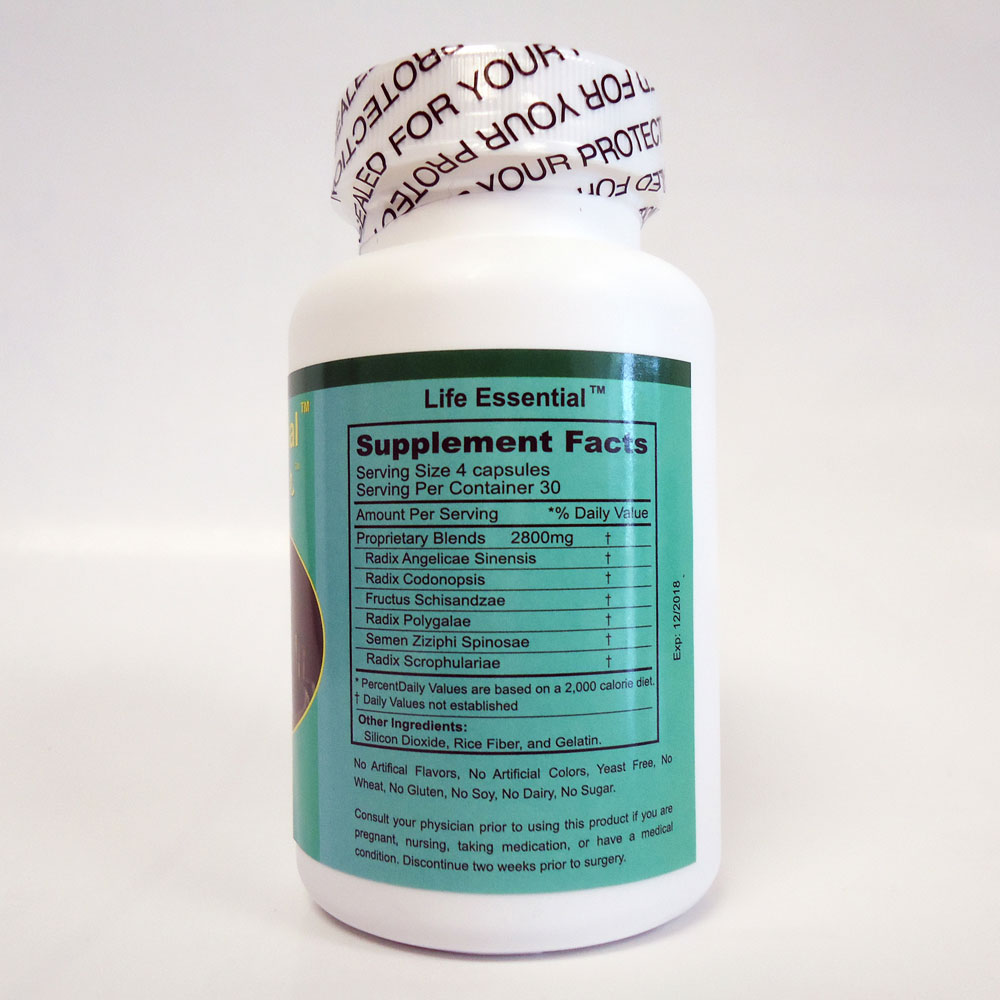 SEALED FOR YOUR
PROTECTION
FOR YOUR PROTECT
YOUR PROTECT
al™
Life Essential™
Supplement Facts
Serving Size 4 capsules
Serving Per Container 30
Amount Per Serving *% Daily Value
Proprietary Blends 2800mg †
Radix Angelicae Sinensis †
Radix Codonopsis †
Fructus Schisandzae †
Radix Polygalae †
Semen Ziziphi Spinosae †
Radix Scrophulariae †
* PercentDaily Values are based on a 2,000 calorie diet.
† Daily Values not established
Other Ingredients:
Silicon Dioxide, Rice Fiber, and Gelatin.
No Artifical Flavors, No Artificial Colors, Yeast Free, No
Wheat, No Gluten, No Soy, No Dairy, No Sugar.
Consult your physician prior to using this product if you are
pregnant, nursing, taking medication, or have a medical
condition. Discontinue two weeks prior to surgery.
Exp: 12/2018